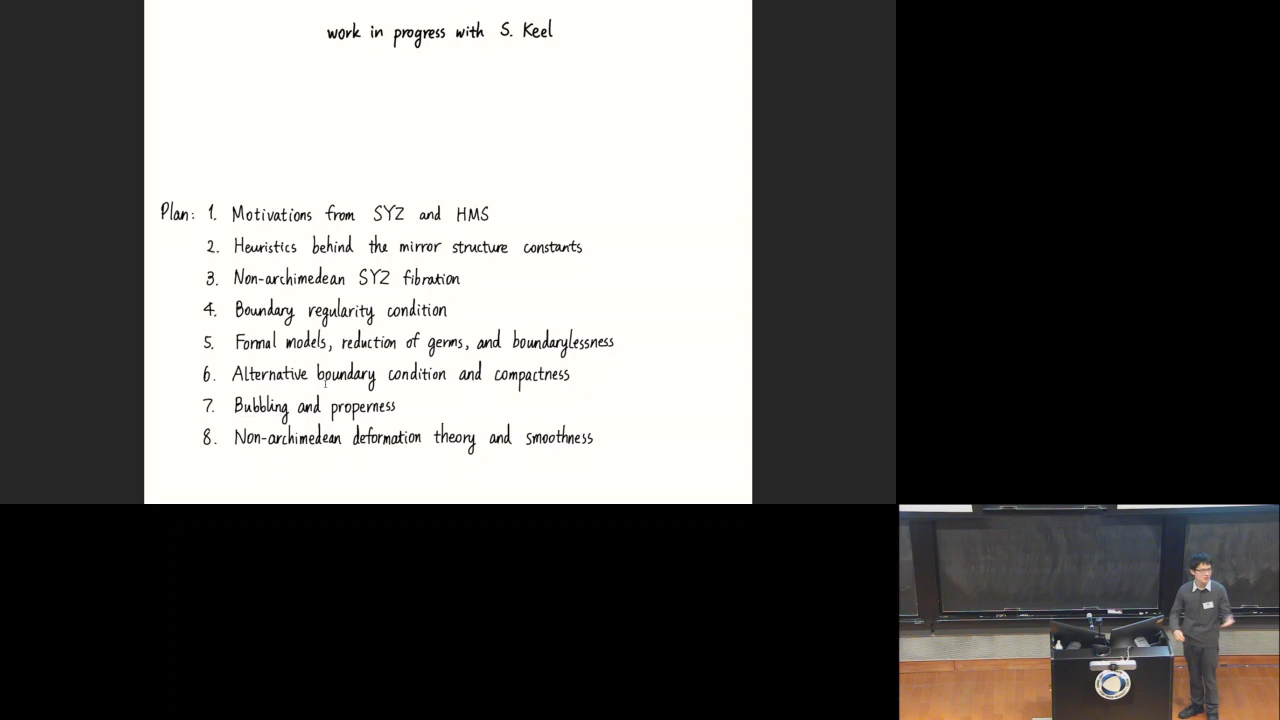 work in progress with S. Keel
Plan: 1. Motivations from SYZ and HMS
2. Heuristics behind the mirror structure constants
3. Non-archimedean SYZ fibration
4. Boundary regularity condition
5. Formal models, reduction of germs, and boundarylessness
6. Alternative boundary condition and compactness
7. Bubbling and properness
8. Non-archimedean deformation theory and smoothness